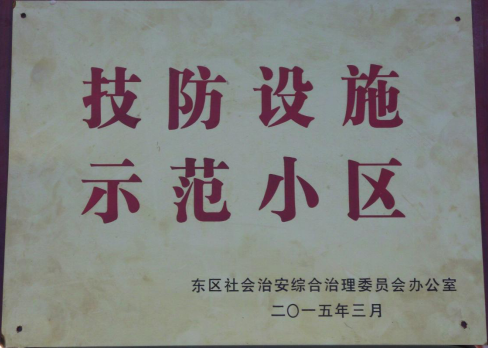 技防设施
示范小区
东区社会治安综合治理委员会办公室
二〇一五年三月